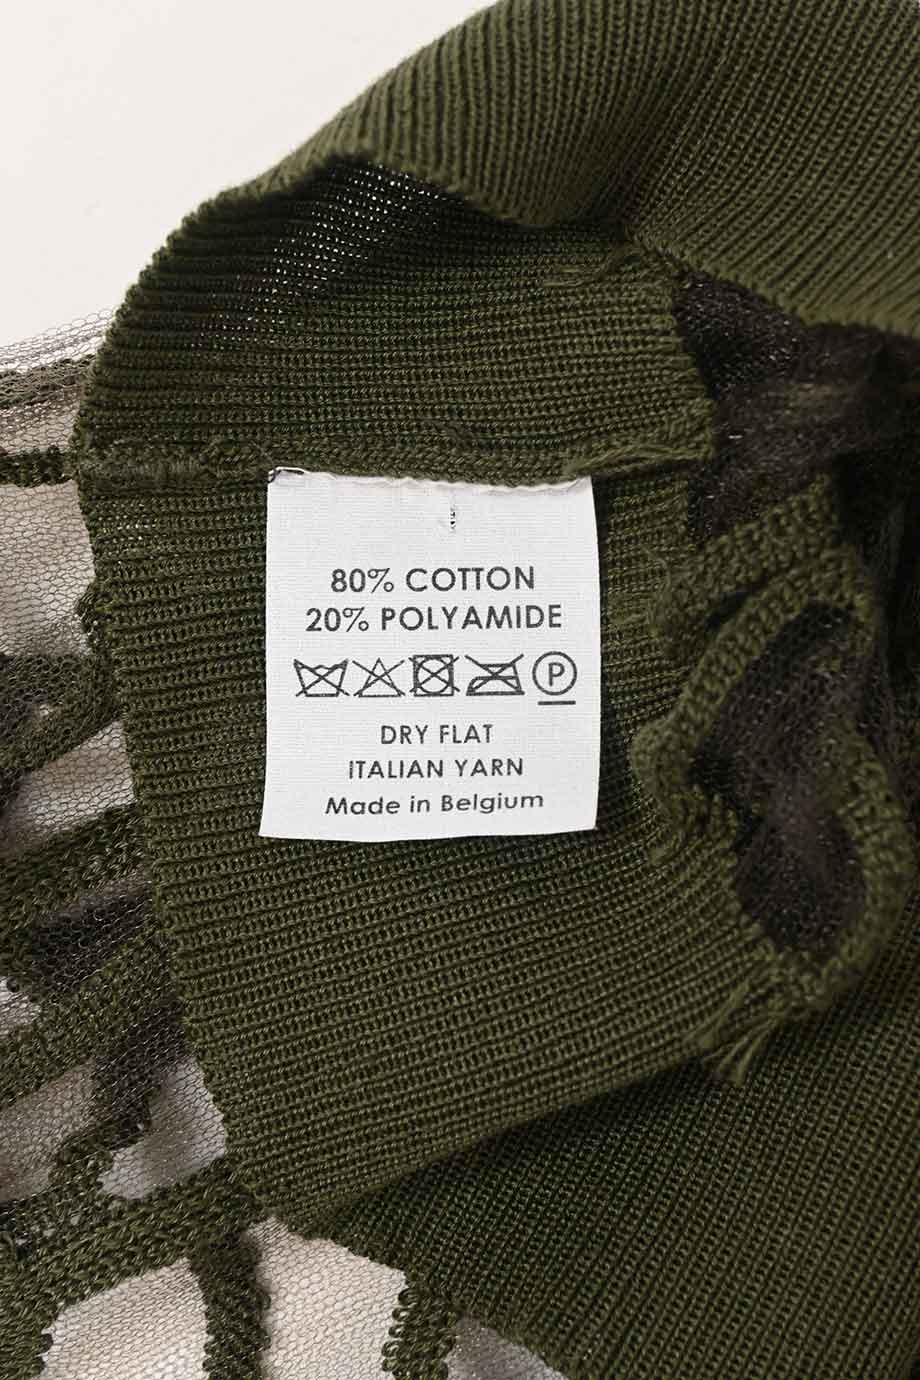 80% COTTON
20% POLYAMIDE
P
DRY FLAT
ITALIAN YARN
Made in Belgium